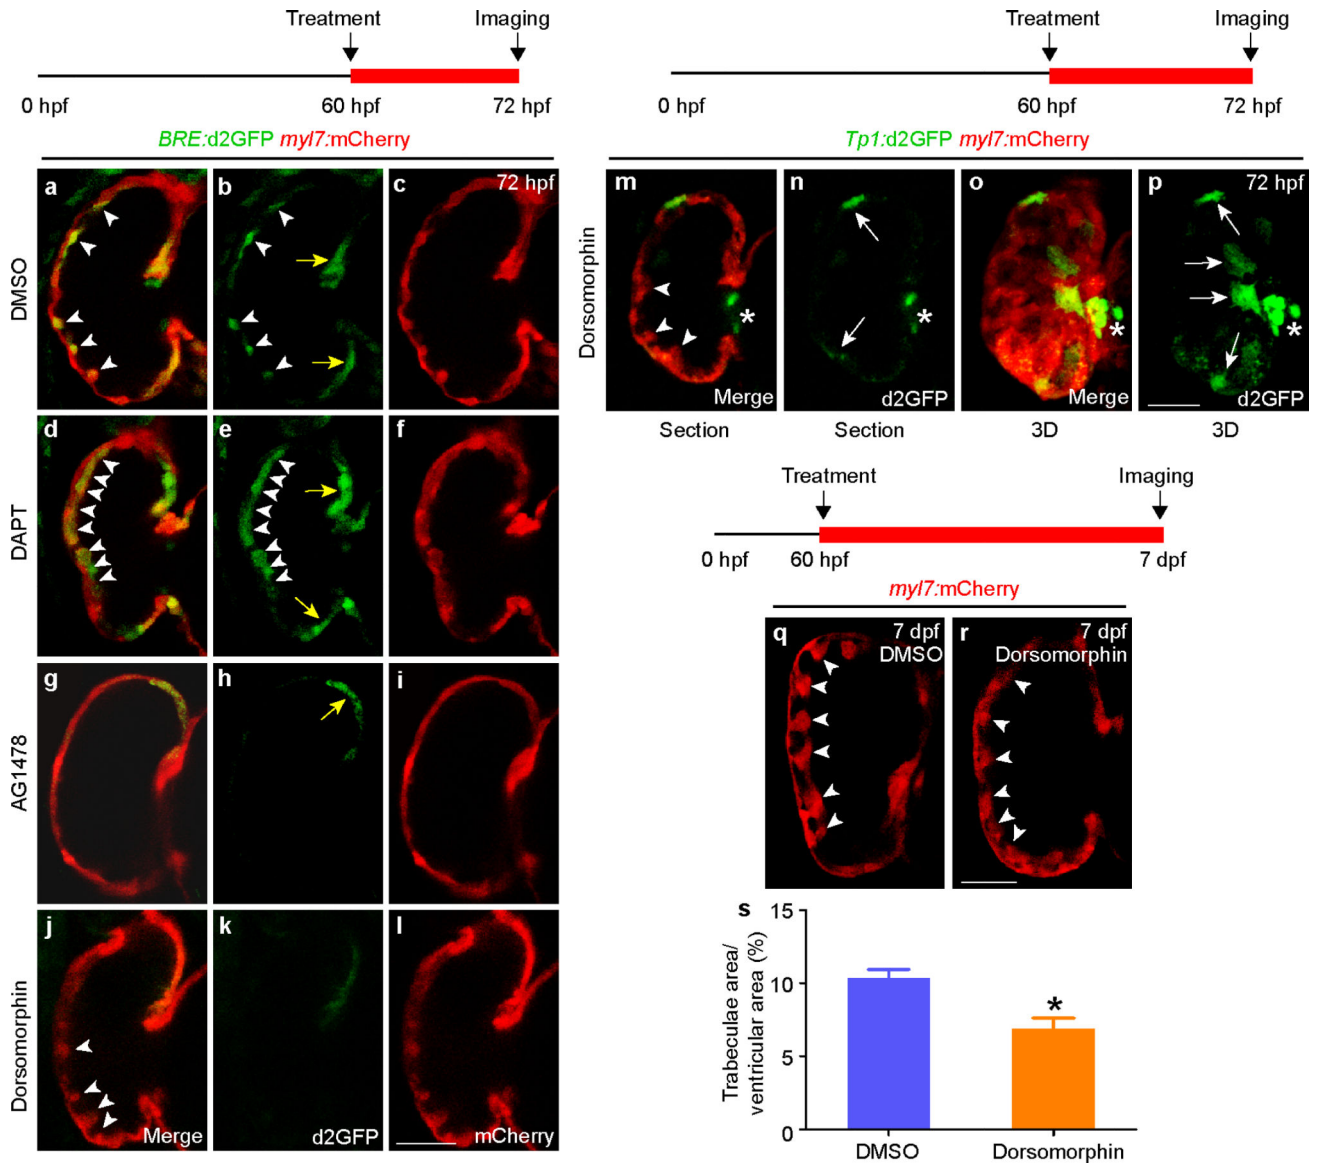 Treatment Imaging
0 hpf 60 hpf 72 hpf
BRE:d2GFP myl7:mCherry
a b c 72 hpf
DMSO
d e f
DAPT
g h i
AG1478
j k l
Dorsomorphin
Merge d2GFP mCherry
Treatment Imaging
0 hpf 60 hpf 72 hpf
Tp1:d2GFP myl7:mCherry
m n o p 72 hpf
Dorsomorphin
* * * *
Merge d2GFP Merge d2GFP
Section Section 3D 3D
Treatment Imaging
0 hpf 60 hpf 7 dpf
myl7:mCherry
q 7 dpf r 7 dpf
DMSO Dorsomorphin
s
Trabeculae area/
ventricular area (%)
15
10
5
0
*
DMSO Dorsomorphin